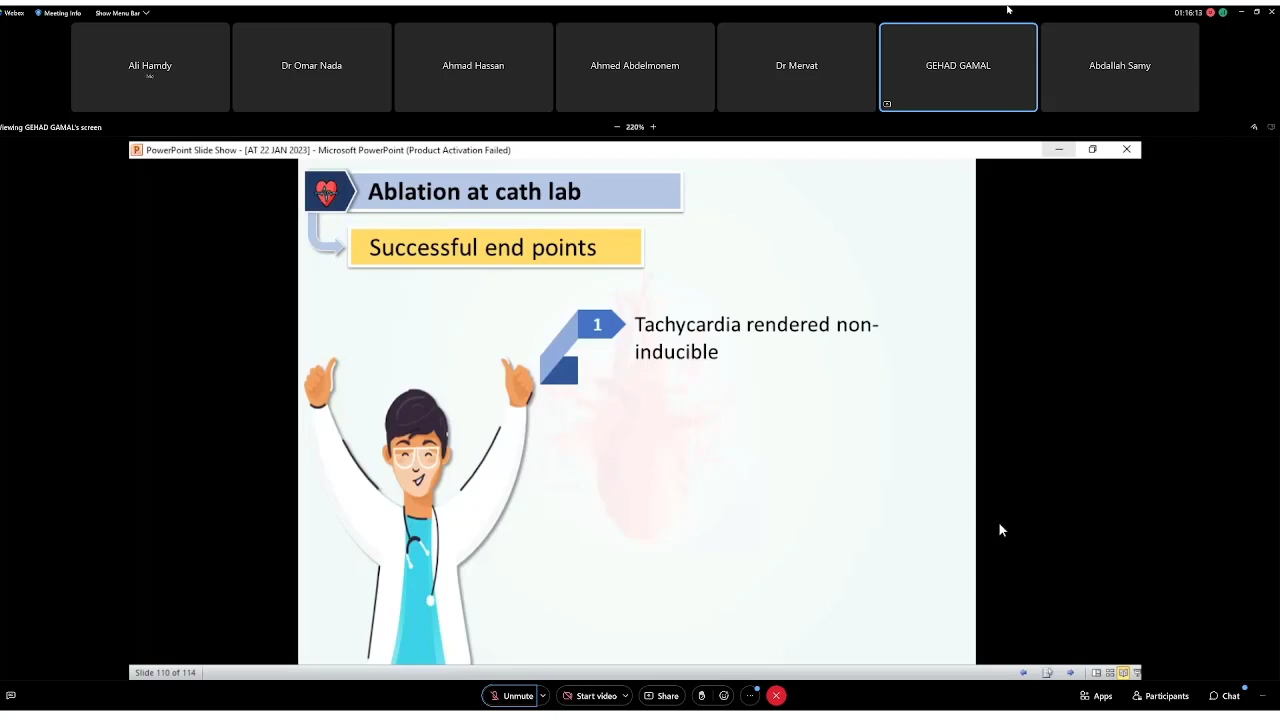 Webex Meeting Info Show Menu Bar 01:16:13
Ali Hamdy
Me
Dr Omar Nada
Ahmad Hassan
Ahmed Abdelmonem
Dr Mervat
GEHAD GAMAL
Abdallah Samy
iewing GEHAD GAMAL's screen
220%
PowerPoint Slide Show - [AT 22 JAN 2023] - Microsoft PowerPoint (Product Activation Failed)
Ablation at cath lab
Successful end points
1 Tachycardia rendered non-
inducible
Slide 110 of 114
Unmute Start video Share Apps Participants Chat